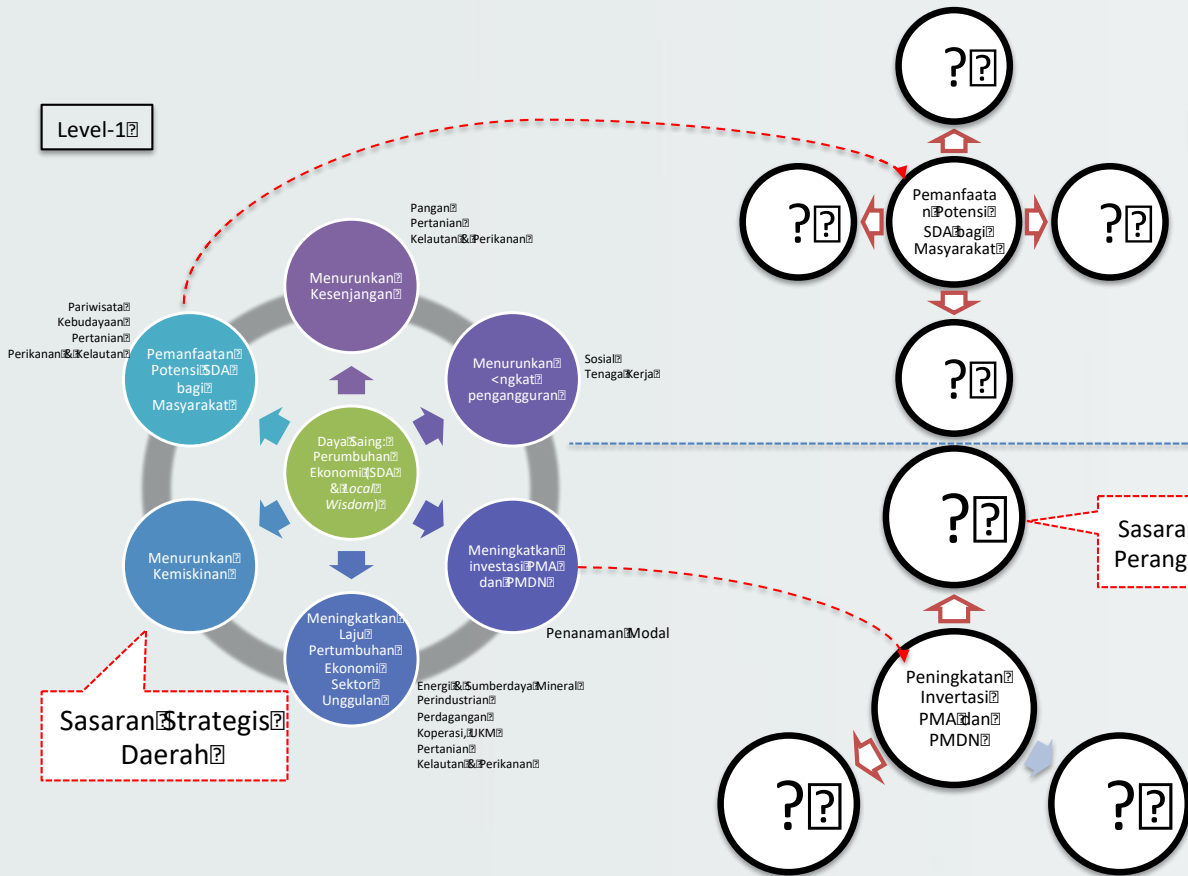 Level-1
Pangan
Pertanian
Kelautan & Perikanan
Menurunkan
Kesenjangan
Pariwisata
Kebudayaan
Pertanian
Perikanan & Kelautan
Pemanfaatan
Potensi SDA
bagi
Masyarakat
Menurunkan
<ngkat
pengangguran
Sosial
Tenaga Kerja
Daya Saing:
Perumbuhan
Ekonomi (SDA
& Local
Wisdom)
Menurunkan
Kemiskinan
Meningkatkan
investasi PMA
dan PMDN
Penanaman Modal
Meningkatkan
Laju
Pertumbuhan
Ekonomi
Sektor
Unggulan
Energi & Sumberdaya Mineral
Perindustrian
Perdagangan
Koperasi, UKM
Pertanian
Kelautan & Perikanan
Sasaran Strategis
Daerah
?
?
Pemanfaata
n Potensi
SDA bagi
Masyarakat
?
?
?
Sasara
Perang
Peningkatan
Invertasi
PMA dan
PMDN
?
?